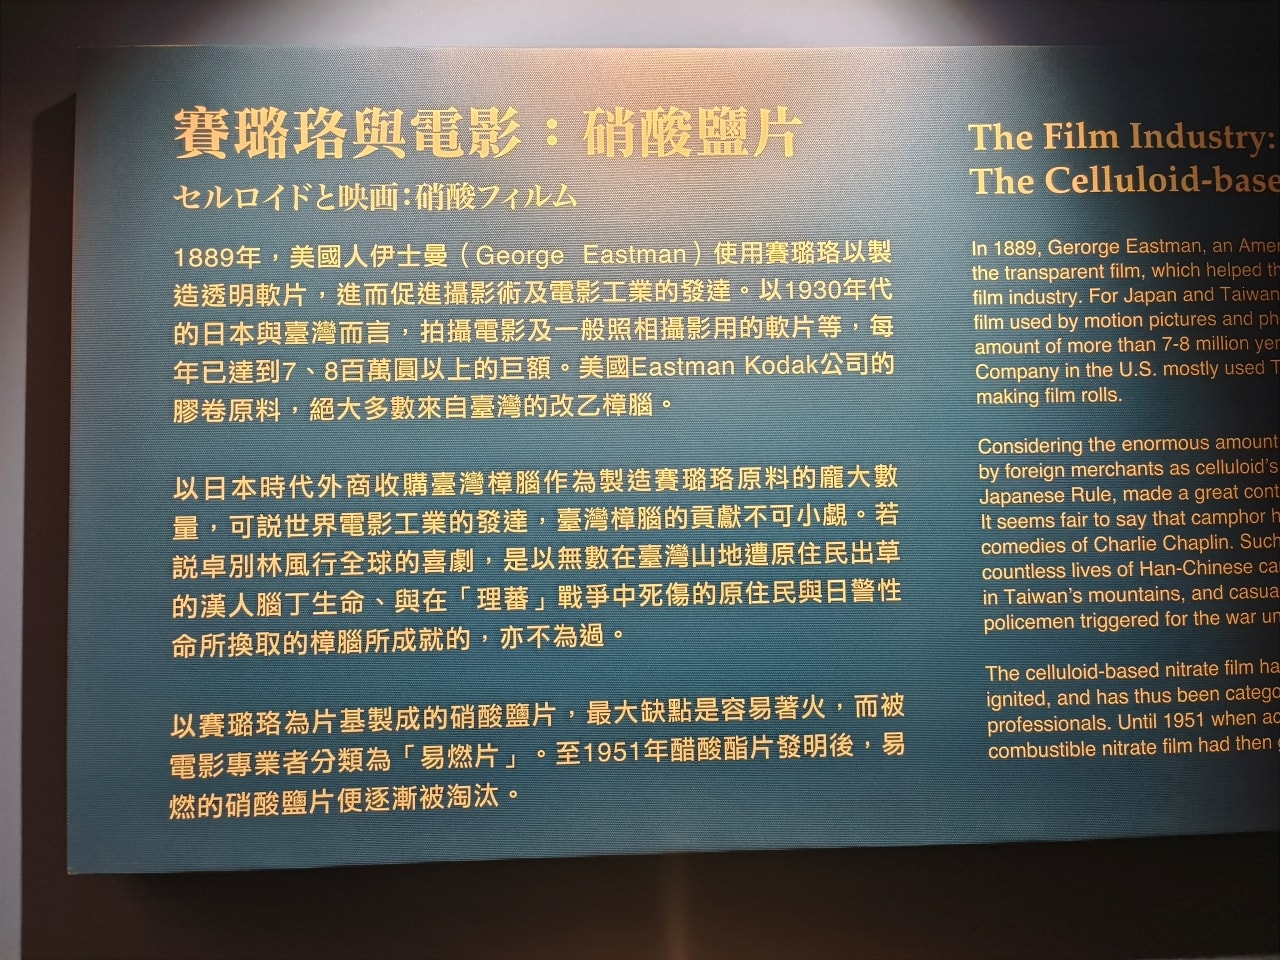 賽璐珞與電影：硝酸鹽片
セルロイドと映画:硝酸フィルム
1889年，美國人伊士曼（George Eastman）使用賽璐珞以製
造透明軟片，進而促進攝影術及電影工業的發達。以1930年代
的日本與臺灣而言，拍攝電影及一般照相攝影用的軟片等，每
年已達到7、8百萬圓以上的巨額。美國Eastman Kodak公司的
膠卷原料，絕大多數來自臺灣的改乙樟腦。
以日本時代外商收購臺灣樟腦作為製造賽璐珞原料的龐大數
量，可說世界電影工業的發達，臺灣樟腦的貢獻不可小覷。若
說卓別林風行全球的喜劇，是以無數在臺灣山地遭原住民出草
的漢人腦丁生命、與在「理蕃」戰爭中死傷的原住民與日警性
命所換取的樟腦所成就的，亦不為過。
以賽璐珞為片基製成的硝酸鹽片，最大缺點是容易著火，而被
電影專業者分類為「易燃片」。至1951年醋酸酯片發明後，易
燃的硝酸鹽片便逐漸被淘汰。
The Film Industry:
The Celluloid-base
In 1889, Gerorge Eastman, an Amer
the transparent film, which helped th
film industry. For Japan and Taiwan
film used by motion pictures and ph
amount of more than 7-8 million yer
Company in the U.S. mostly used T
making film rolls.
Considering the enormous amount
by foreign merchants as celluloid's
Japanese Rule, made a great cont
It seems fair to say that camphor h
comedies of Charlie Chaplin. Such
countless lives of Han-Chinese ca
in Taiwan's mountains, and casua
policemen triggered for the war un
The celluloid-based nitrate film ha
ignited, and has thus been catego
professionals. Until 1951 when ac
combustible nitrate film had then